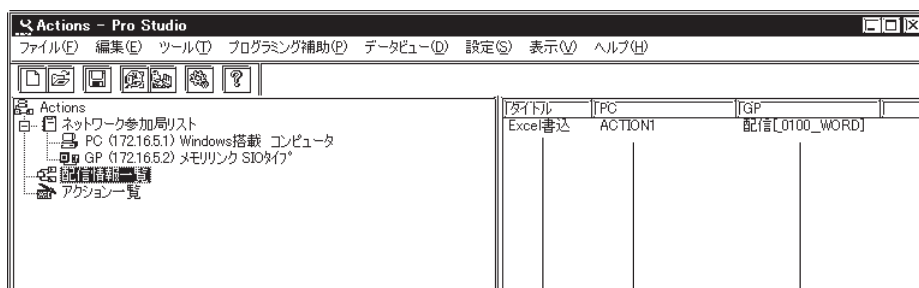 Actions - Pro Studio
ファイル(F) 編集(E) ツール(T) プログラミング補助(P) データビュー(D) 設定(S) 表示(V) ヘルプ(H)
Actions
ネットワーク参加局リスト
PC (172.16.5.1) Windows搭載 コンピュータ
GP (172.16.5.2) メモリリンク SIOタイプ
配信情報一覧
アクション一覧
タイトル PC GP
Excel書込 ACTION1 配信[_0100_WORD]